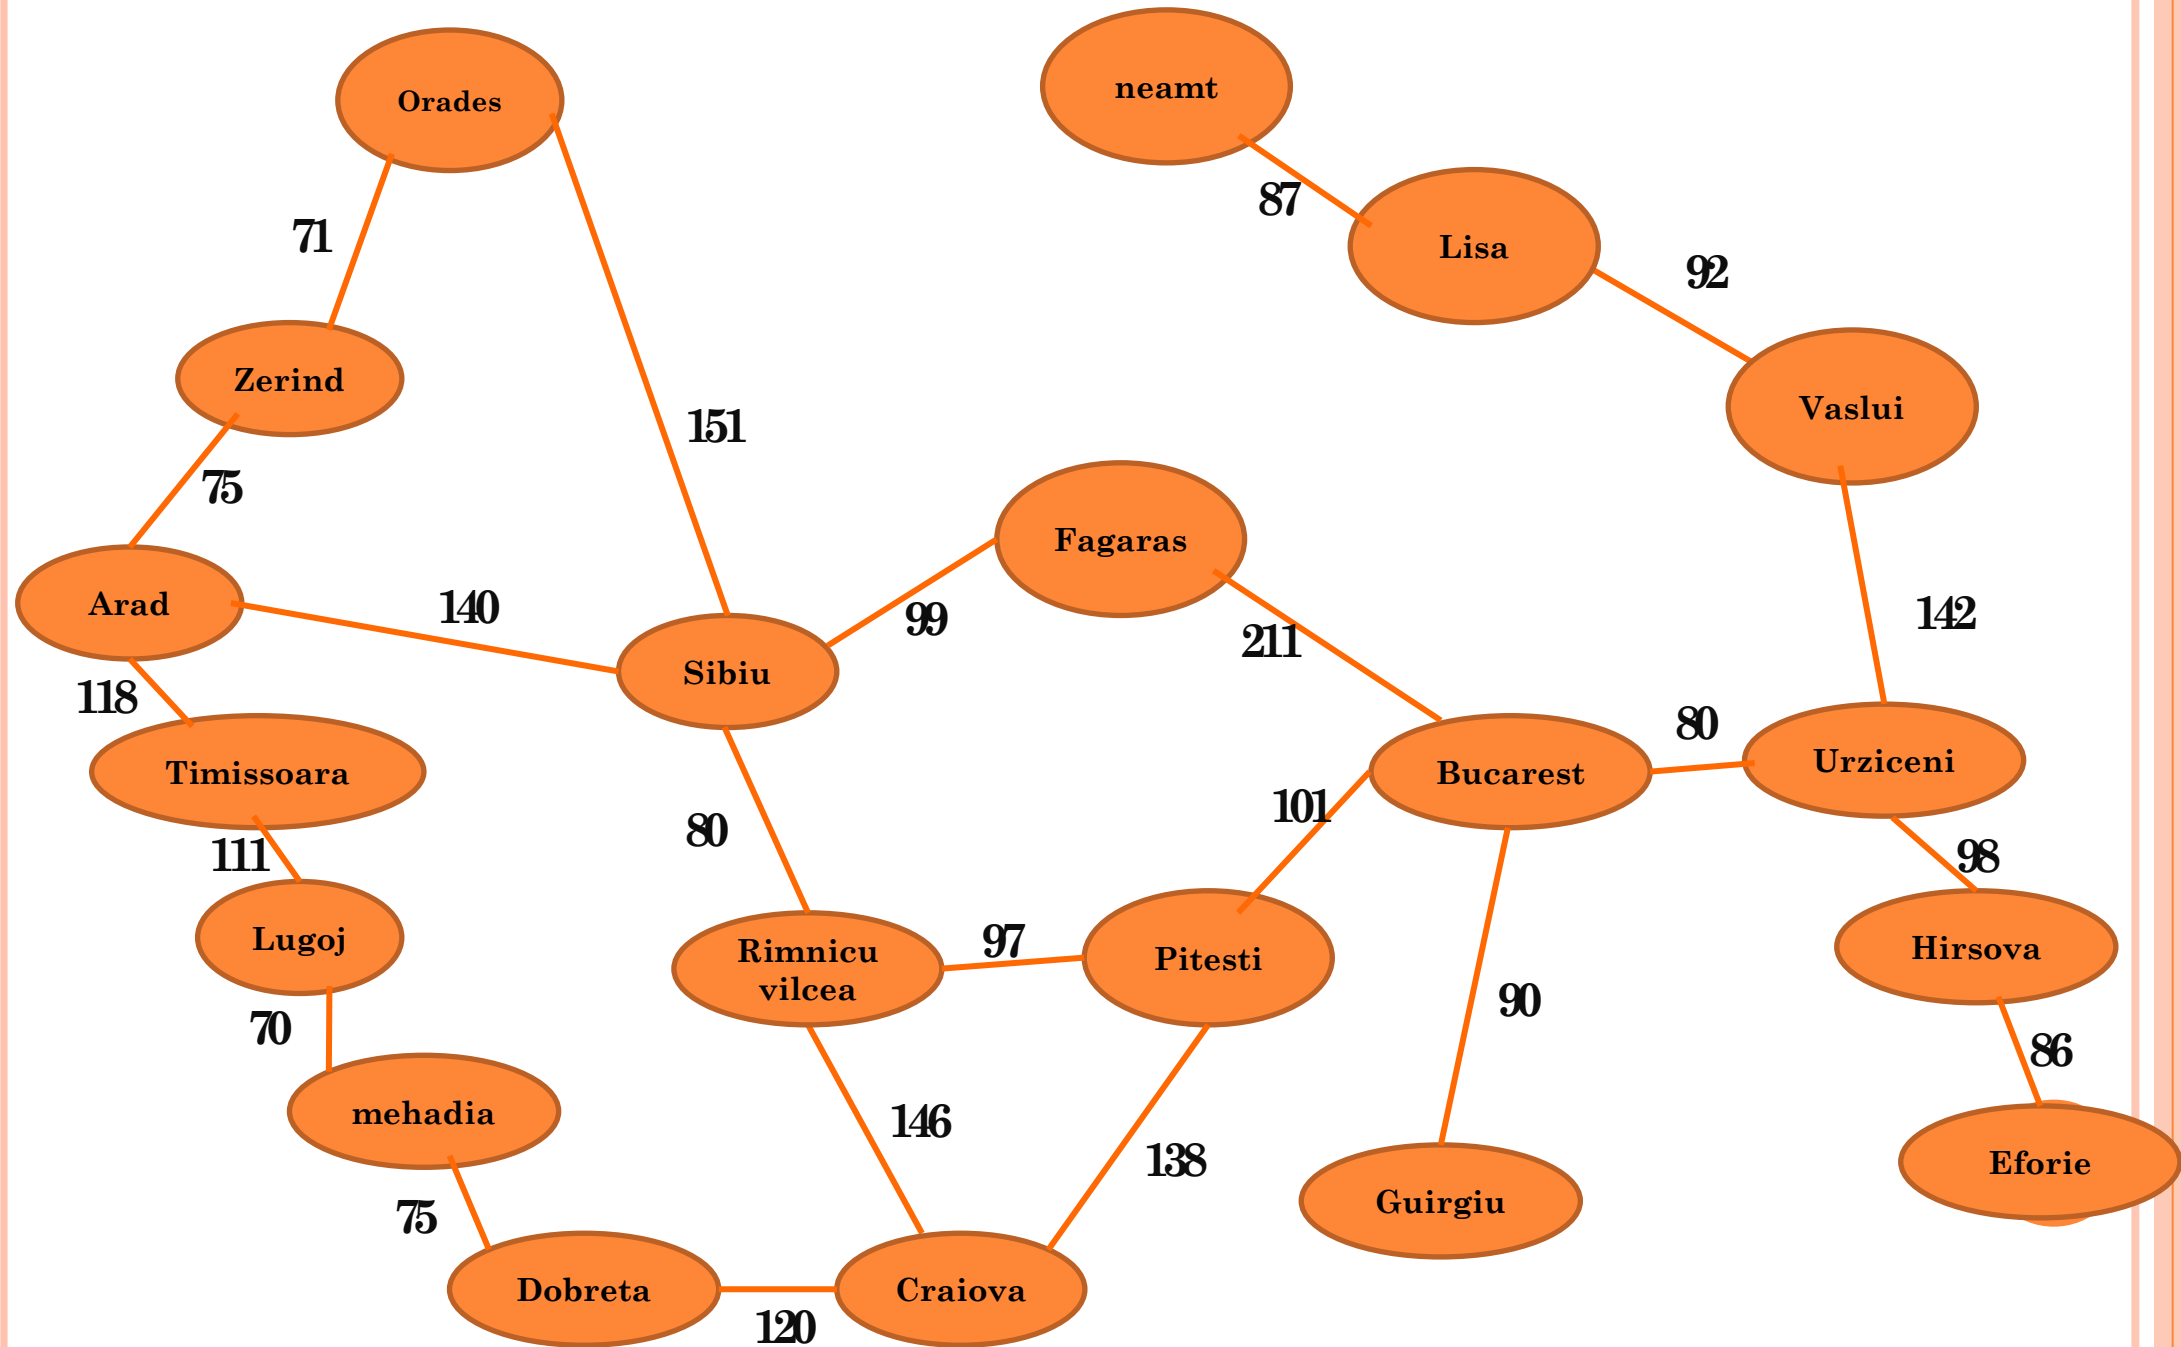 Orades
neamt
87
Lisa
71
92
Zerind
151
Vaslui
75
Fagaras
Arad
140
99
211
142
Sibiu
118
80
Timissoara
Bucarest
Urziceni
101
80
111
98
Lugoj
97
Rimnicu
vilcea
Pitesti
Hirsova
70
90
86
mehadia
146
138
Eforie
75
Guirgiu
Dobreta
Craiova
120